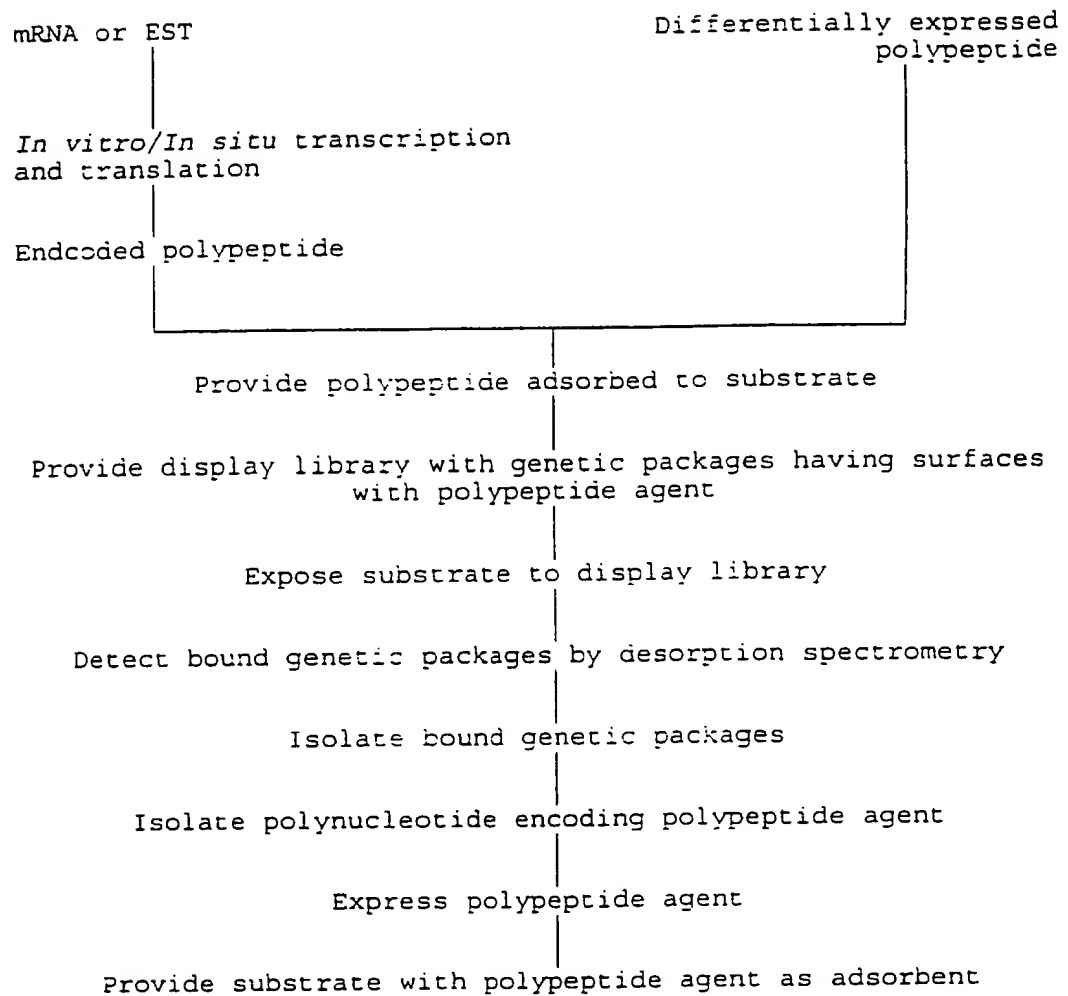 mRNA or EST
Differentially expressed
polypeptide
In vitro/In situ transcription
and translation
Endcoded polypeptide
Provide polypeptide adsorbed to substrate
Provide display library with genetic packages having surfaces
with polypeptide agent
Expose substrate to display library
Detect bound genetic packages by desorption spectrometry
Isolate bound genetic packages
Isolate polynucleotide encoding polypeptide agent
Express polypeptide agent
Provide substrate with polypeptide agent as adsorbent